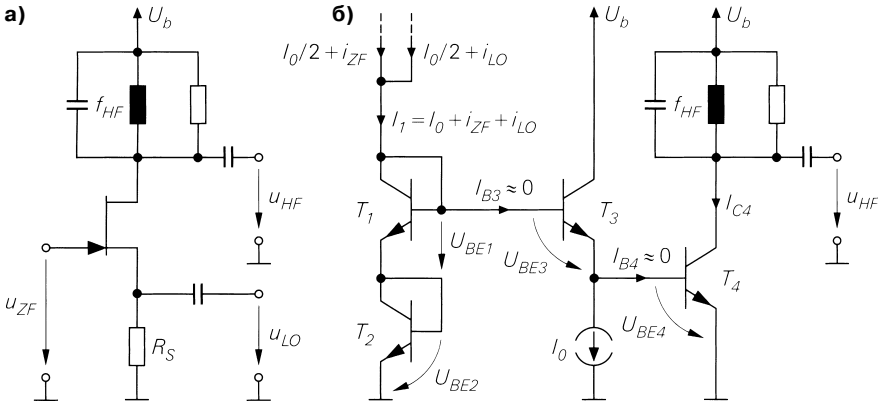 а)
U_b
f_HF
u_HF
u_ZF
u_LO
R_S
б)
I_0/2 + i_ZF
I_0/2 + i_LO
I_1 = I_0 + i_ZF + i_LO
T_1
U_BE1
T_2
U_BE2
I_B3 ≈ 0
U_b
T_3
U_BE3
I_B4 ≈ 0
I_0
U_BE4
T_4
U_b
f_HF
I_C4
u_HF